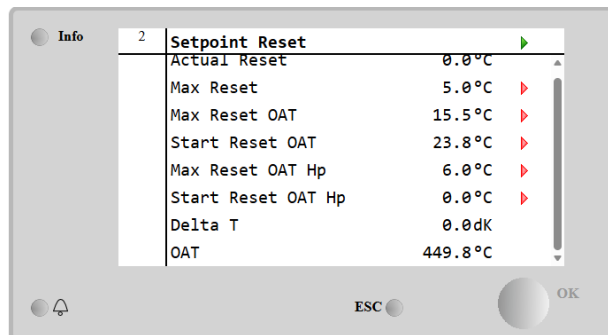 Info
2 Setpoint Reset
Actual Reset 0.0°C
Max Reset 5.0°C
Max Reset OAT 15.5°C
Start Reset OAT 23.8°C
Max Reset OAT Hp 6.0°C
Start Reset OAT Hp 0.0°C
Delta T 0.0dK
OAT 449.8°C
ESC
OK